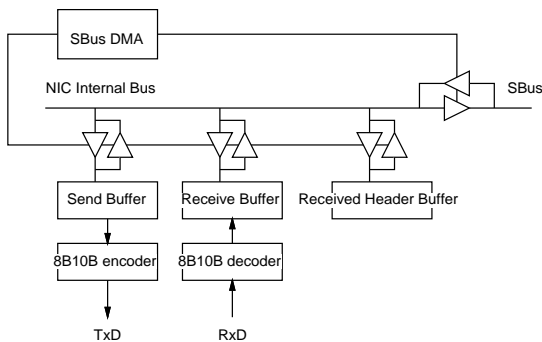 SBus DMA
NIC Internal Bus
SBus
Send Buffer
Receive Buffer
Received Header Buffer
8B10B encoder
8B10B decoder
TxD
RxD